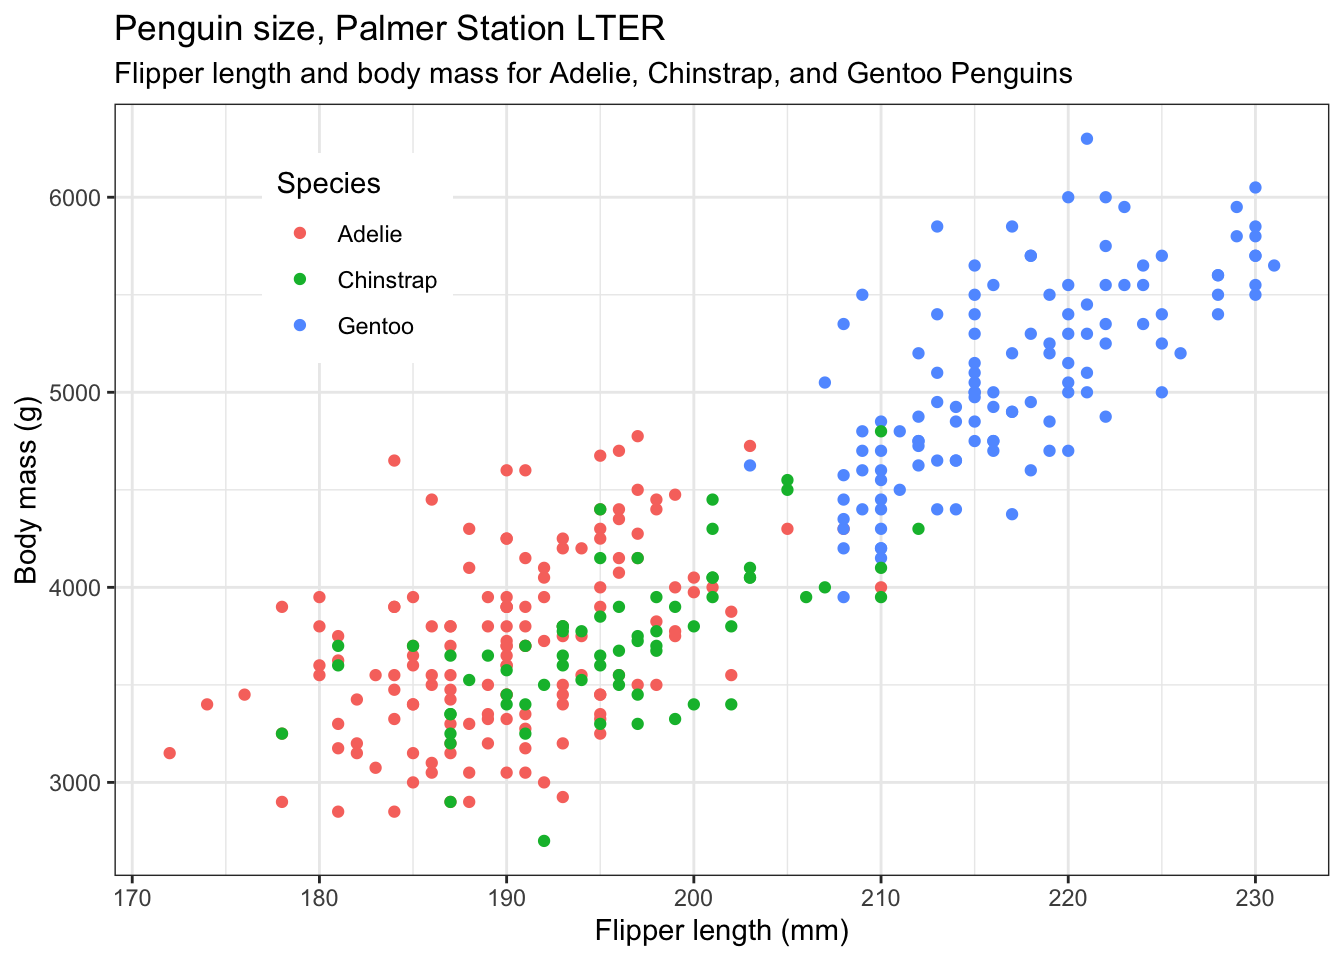 Penguin size, Palmer Station LTER
Flipper length and body mass for Adelie, Chinstrap, and Gentoo Penguins
Species
Adelie
Chinstrap
Gentoo
Body mass (g)
6000
5000
4000
3000
170 180 190 200 210 220 230
Flipper length (mm)